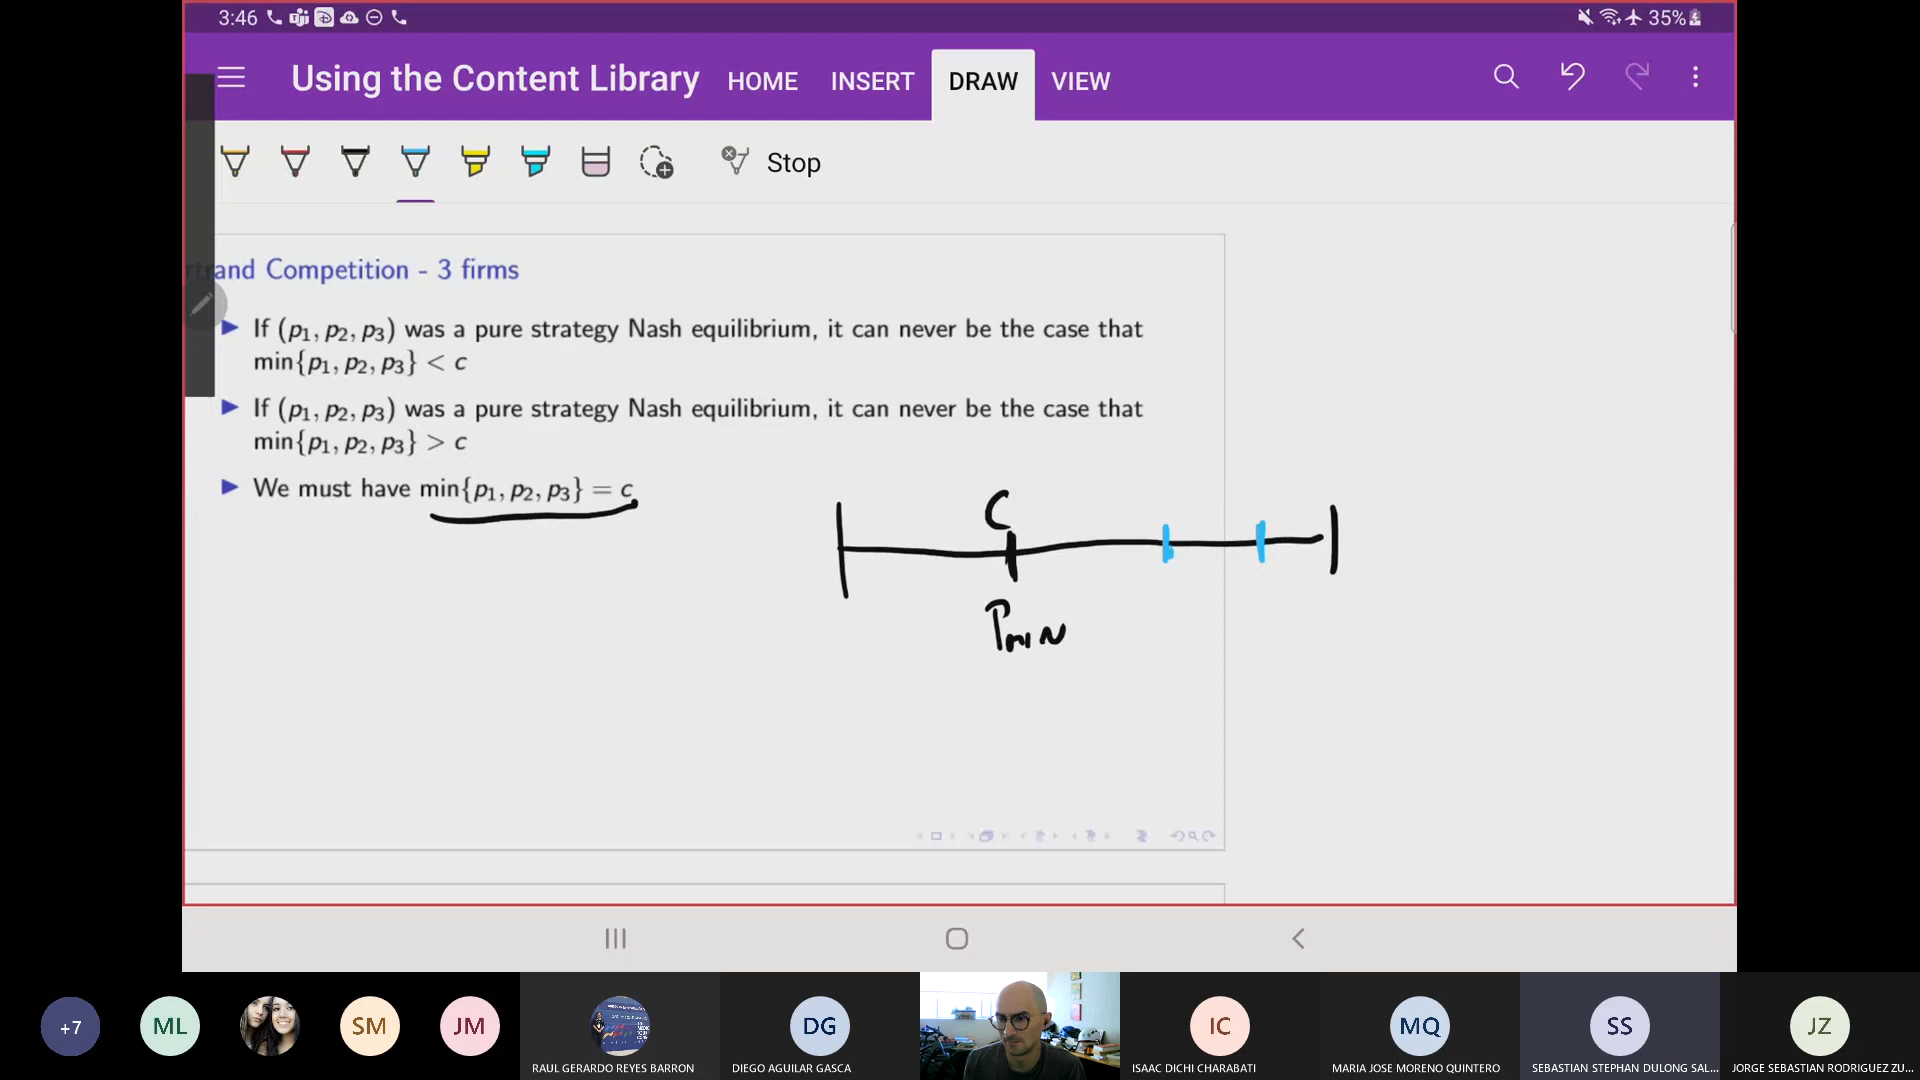 3:46
35%
Using the Content Library HOME INSERT DRAW VIEW
Stop
rtrand Competition - 3 firms
If (p1, p2, p3) was a pure strategy Nash equilibrium, it can never be the case that
min{p1, p2, p3} < c
If (p1, p2, p3) was a pure strategy Nash equilibrium, it can never be the case that
min{p1, p2, p3} > c
We must have min{p1, p2, p3} = c
C
PmiN
+7 ML SM JM DG IC MQ SS JZ
RAUL GERARDO REYES BARRON DIEGO AGUILAR GASCA ISAAC DICHI CHARABATI MARIA JOSE MORENO QUINTERO SEBASTIAN STEPHAN DULONG SAL... JORGE SEBASTIAN RODRIGUEZ ZU...